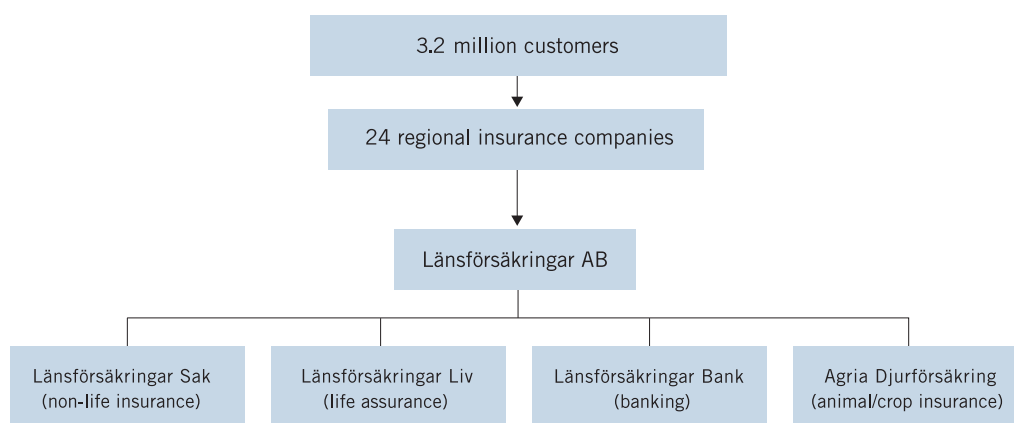 3.2 million customers
24 regional insurance companies
Länsförsäkringar AB
Länsförsäkringar Sak
(non-life insurance)
Länsförsäkringar Liv
(life assurance)
Länsförsäkringar Bank
(banking)
Agria Djurförsäkring
(animal/crop insurance)